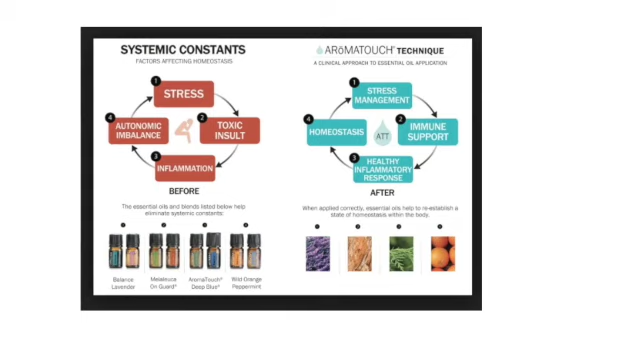 SYSTEMIC CONSTANTS
FACTORS AFFECTING HOMEOSTASIS
1
STRESS
2
TOXIC
INSULT
3
INFLAMMATION
4
AUTONOMIC
IMBALANCE
BEFORE
The essential oils and blends listed below help
eliminate systemic constants:
Balance
Lavender
Melaleuca
On Guard®
AromaTouch®
Deep Blue®
Wild Orange
Peppermint
ARōMATOUCH® TECHNIQUE
A CLINICAL APPROACH TO ESSENTIAL OIL APPLICATION
1
STRESS
MANAGEMENT
2
IMMUNE
SUPPORT
3
HEALTHY
INFLAMMATORY
RESPONSE
4
HOMEOSTASIS
ATT
AFTER
When applied correctly, essential oils help to re-establish a
state of homeostasis within the body.